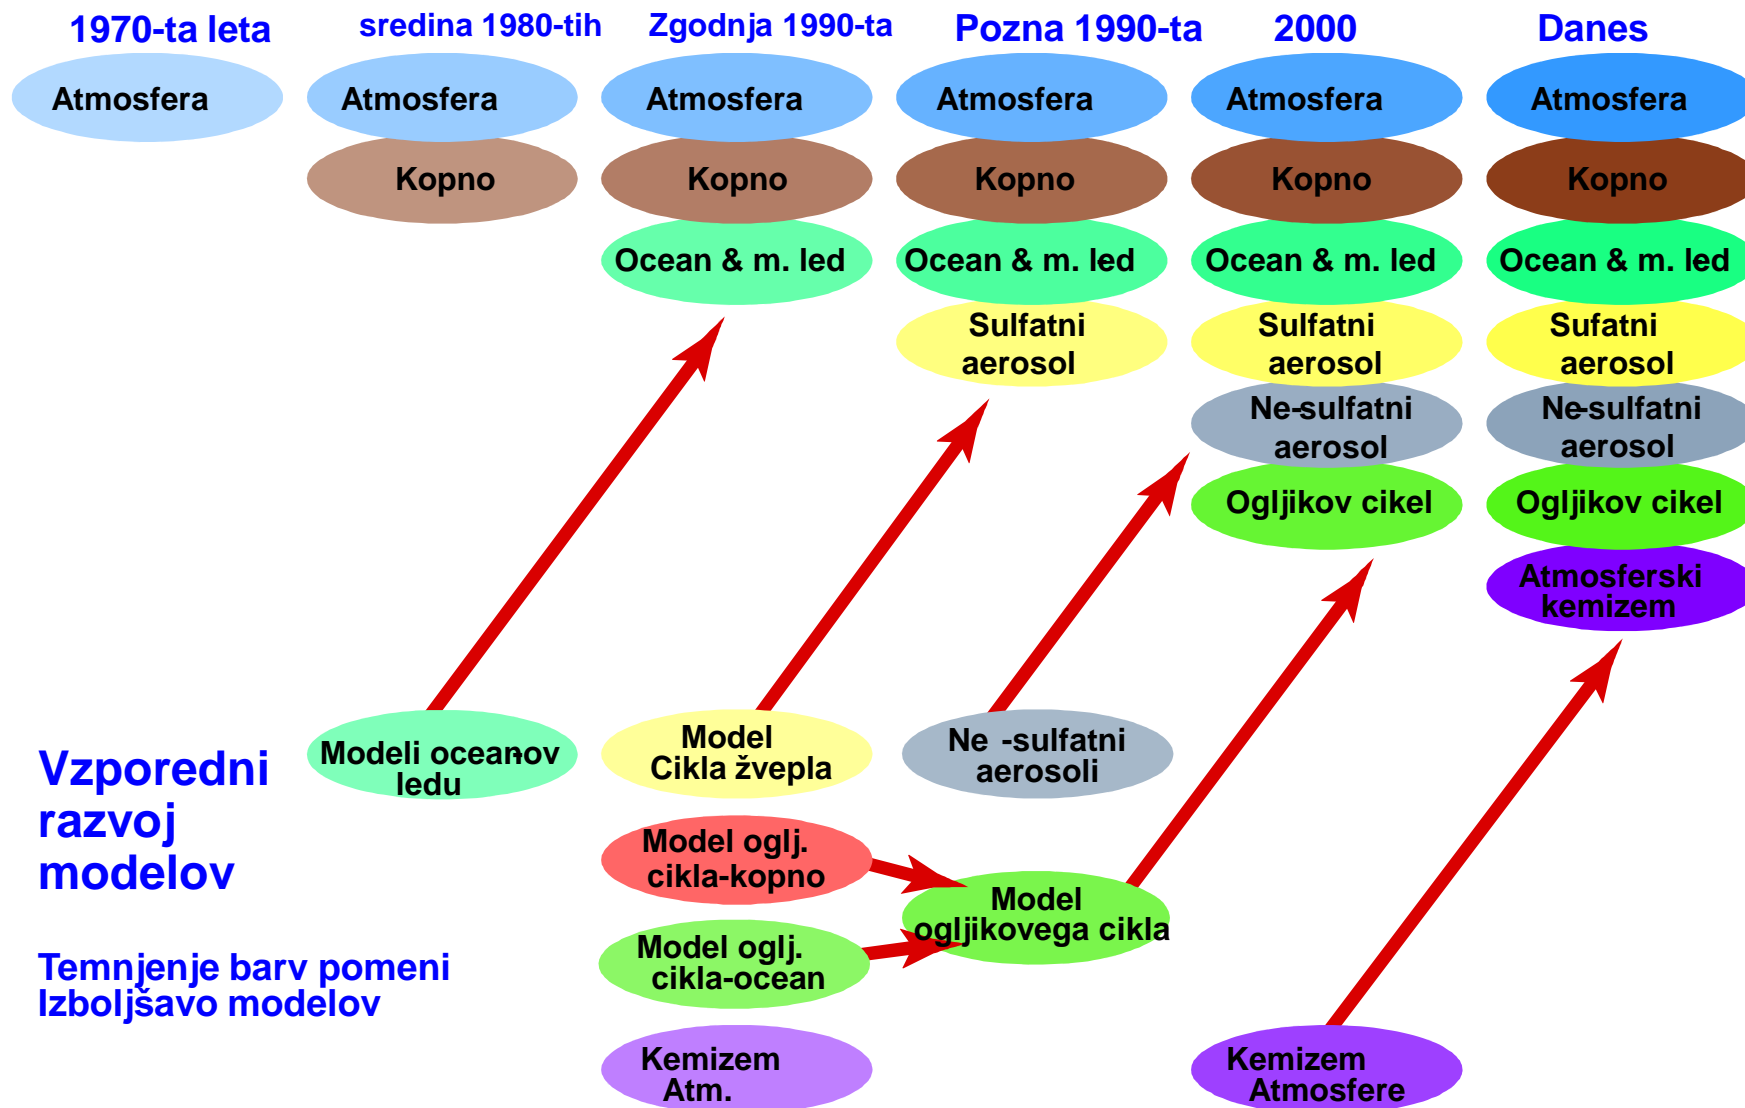 1970-ta leta
sredina 1980-tih
Zgodnja 1990-ta
Pozna 1990-ta
2000
Danes
Atmosfera
Atmosfera
Atmosfera
Atmosfera
Atmosfera
Atmosfera
Kopno
Kopno
Kopno
Kopno
Kopno
Ocean & m. led
Ocean & m. led
Ocean & m. led
Ocean & m. led
Sulfatni
aerosol
Sulfatni
aerosol
Sufatni
aerosol
Ne-sulfatni
aerosol
Ne-sulfatni
aerosol
Ogljikov cikel
Ogljikov cikel
Atmosferski
kemizem
Vzporedni
razvoj
modelov
Modeli oceanov-
ledu
Model
Cikla žvepla
Ne -sulfatni
aerosoli
Model oglj.
cikla-kopno
Model
ogljikovega cikla
Model oglj.
cikla-ocean
Temnjenje barv pomeni
Izboljšavo modelov
Kemizem
Atm.
Kemizem
Atmosfere